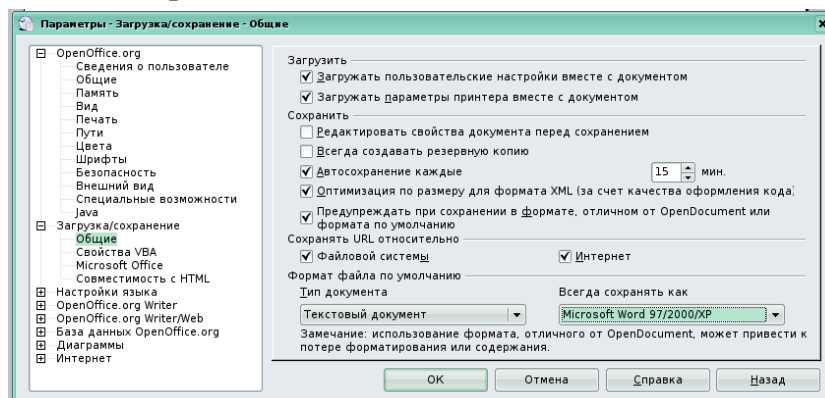 Параметры - Загрузка/сохранение - Общие
OpenOffice.org
Сведения о пользователе
Общие
Память
Вид
Печать
Пути
Цвета
Шрифты
Безопасность
Внешний вид
Специальные возможности
Java
Загрузка/сохранение
Общие
Свойства VBA
Microsoft Office
Совместимость с HTML
Настройки языка
OpenOffice.org Writer
OpenOffice.org Writer/Web
База данных OpenOffice.org
Диаграммы
Интернет
Загрузить
Загружать пользовательские настройки вместе с документом
Загружать параметры принтера вместе с документом
Сохранить
Редактировать свойства документа перед сохранением
Всегда создавать резервную копию
Автосохранение каждые 15 мин.
Оптимизация по размеру для формата XML (за счет качества оформления кода)
Предупреждать при сохранении в формате, отличном от OpenDocument или
формата по умолчанию
Сохранять URL относительно
Файловой системы Интернет
Формат файла по умолчанию
Тип документа Всегда сохранять как
Текстовый документ Microsoft Word 97/2000/XP
Замечание: использование формата, отличного от OpenDocument, может привести к
потере форматирования или содержания.
ОК Отмена Справка Назад